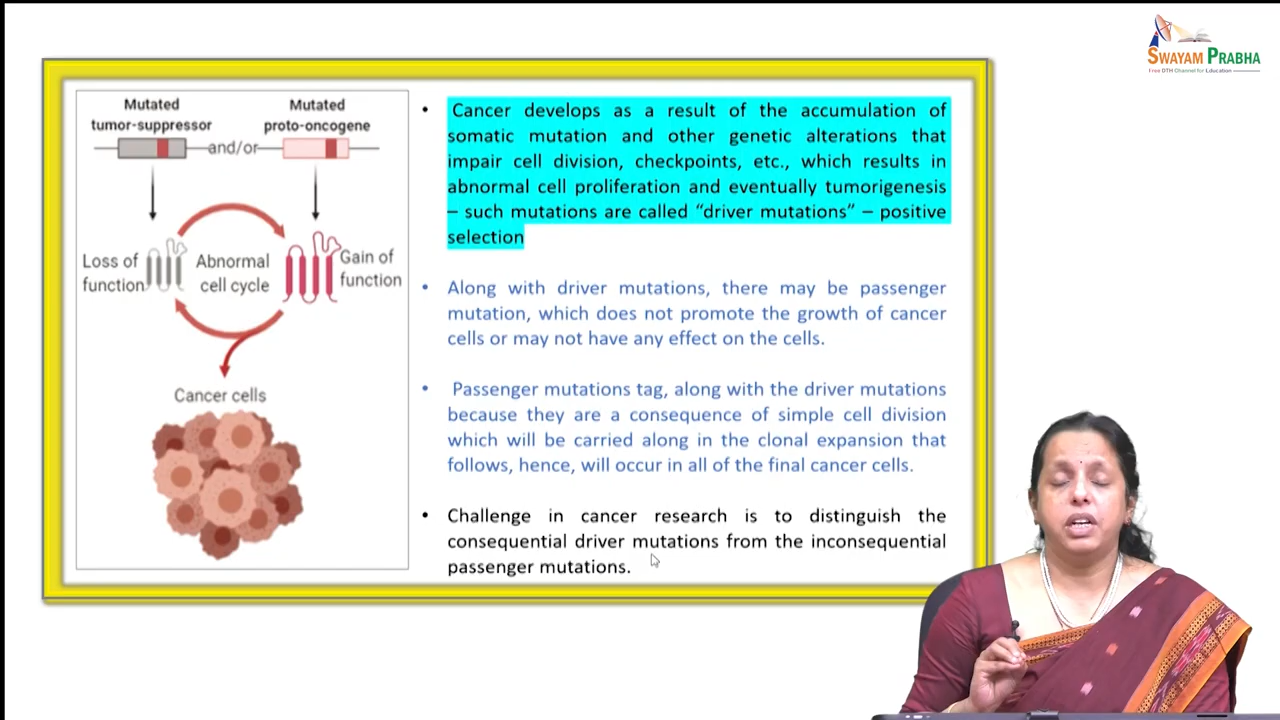 SWAYAM PRABHA
Free DTH Channel for Education
Mutated
tumor-suppressor
and/or
Mutated
proto-oncogene
Loss of
function
Abnormal
cell cycle
Gain of
function
Cancer cells
• Cancer develops as a result of the accumulation of
somatic mutation and other genetic alterations that
impair cell division, checkpoints, etc., which results in
abnormal cell proliferation and eventually tumorigenesis
– such mutations are called “driver mutations” – positive
selection
• Along with driver mutations, there may be passenger
mutation, which does not promote the growth of cancer
cells or may not have any effect on the cells.
• Passenger mutations tag, along with the driver mutations
because they are a consequence of simple cell division
which will be carried along in the clonal expansion that
follows, hence, will occur in all of the final cancer cells.
• Challenge in cancer research is to distinguish the
consequential driver mutations from the inconsequential
passenger mutations.